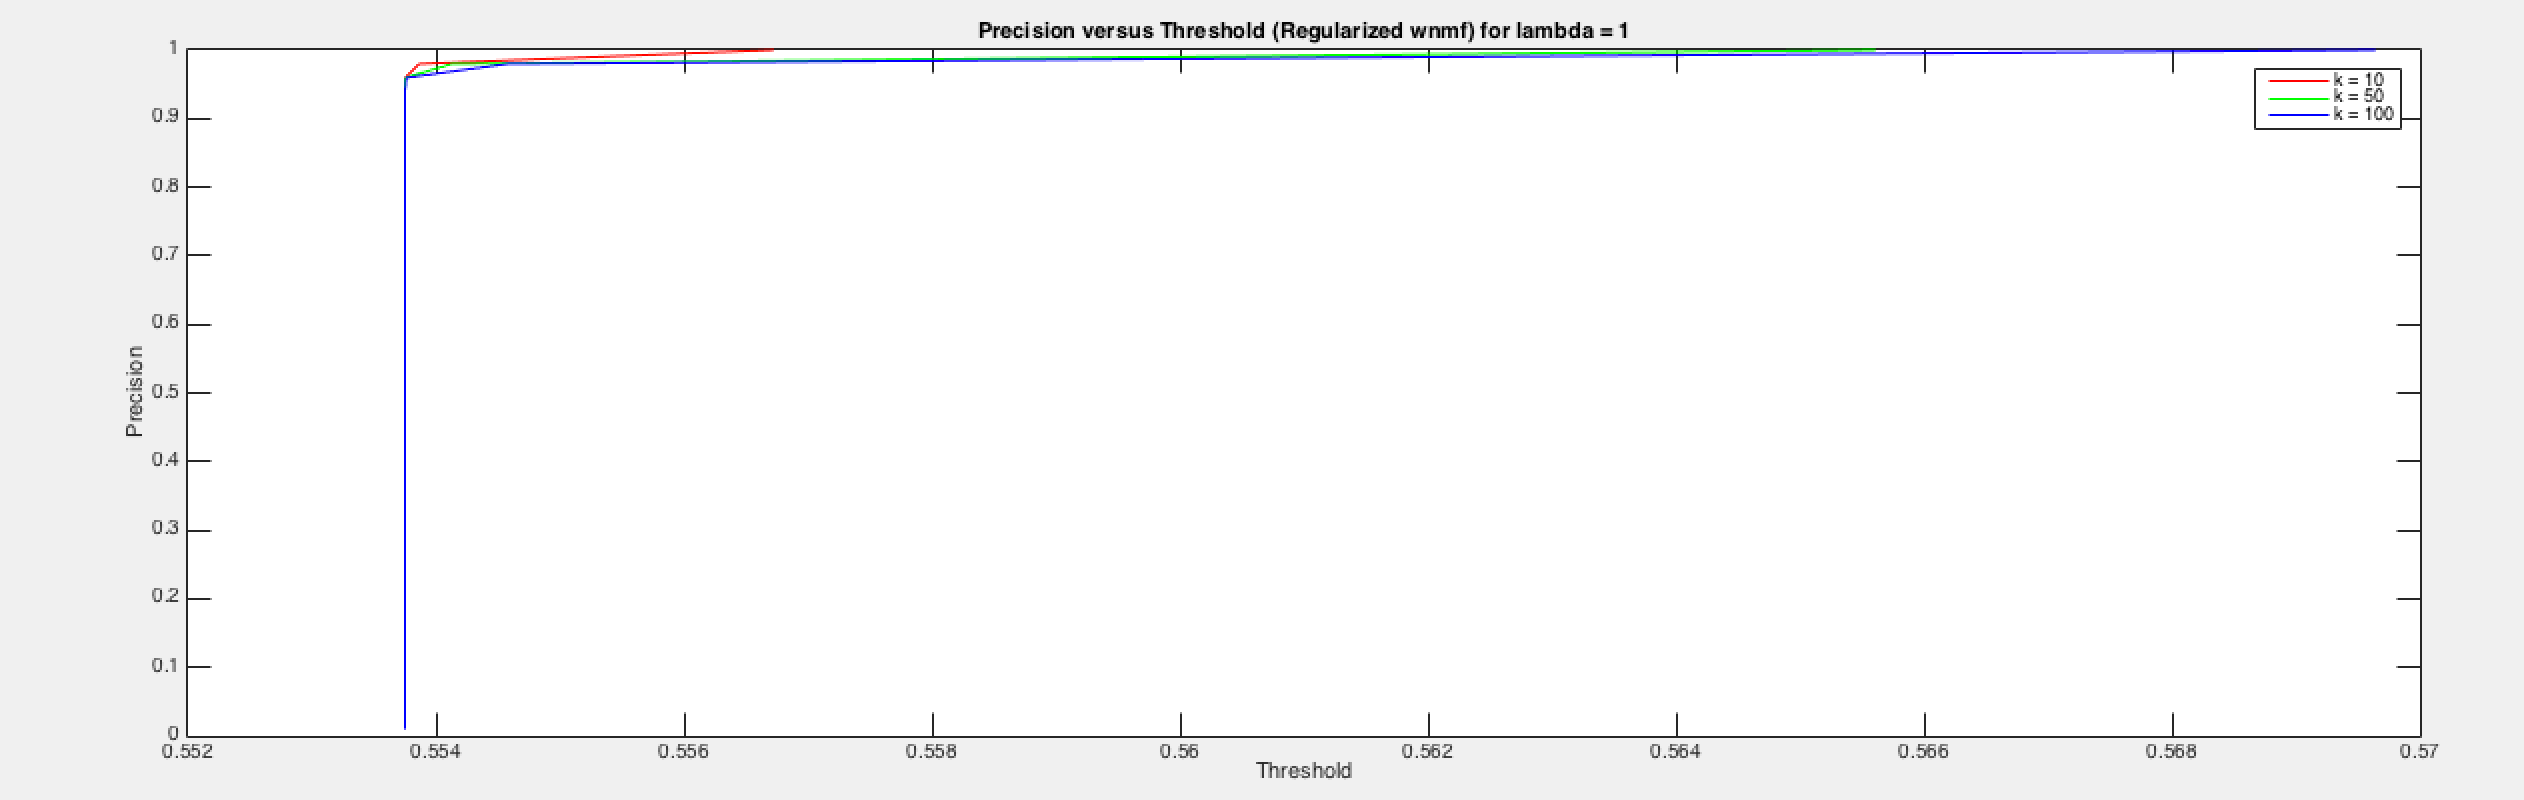 Precision versus Threshold (Regularized wnmf) for lambda = 1
1
0.9
0.8
0.7
0.6
0.5
0.4
0.3
0.2
0.1
0
Precision
k = 10
k = 50
k = 100
0.552 0.554 0.556 0.558 0.56 0.562 0.564 0.566 0.568 0.57
Threshold